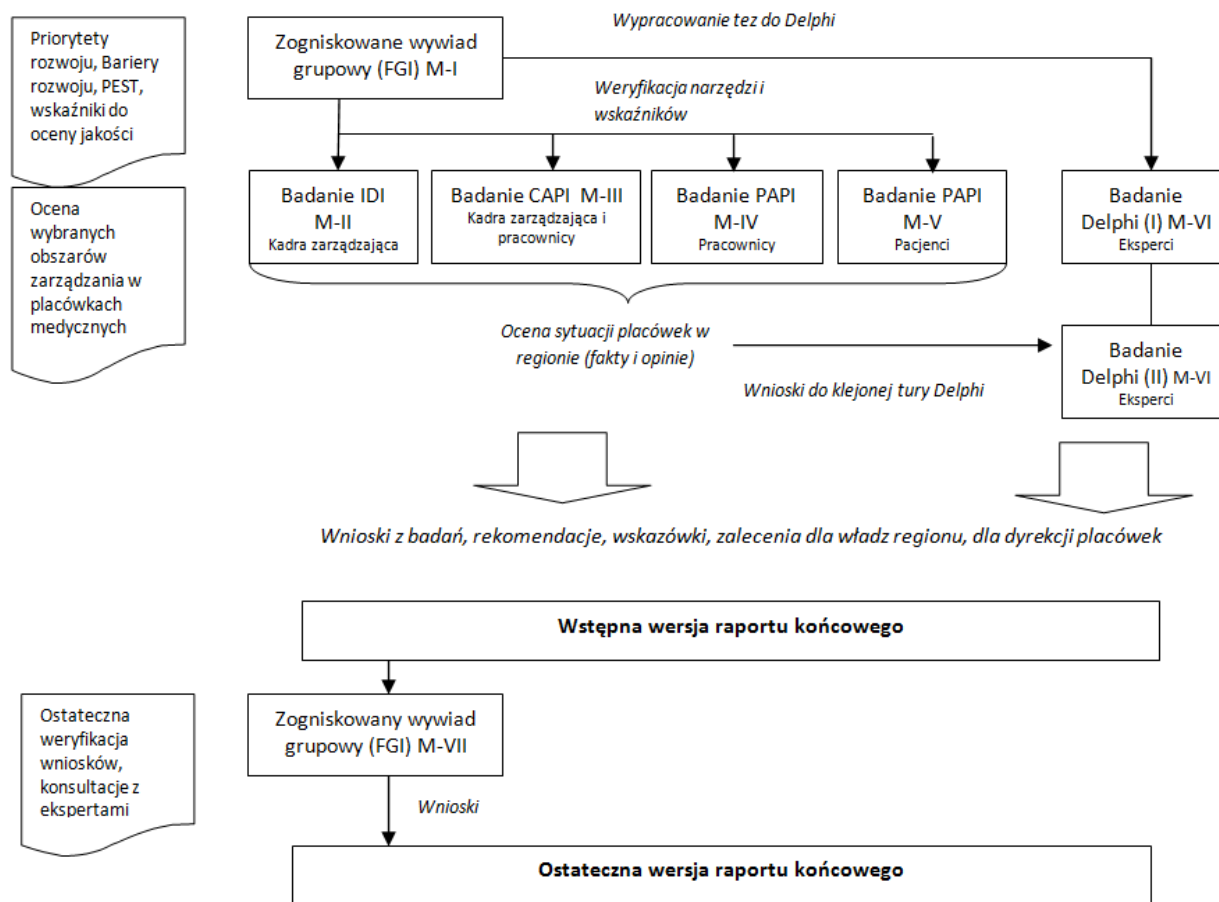 Wypracowanie tez do Delphi
Priorytety
rozwoju, Bariery
rozwoju, PEST,
wskaźniki do
oceny jakości
Zogniskowane wywiad
grupowy (FGI) M-I
Weryfikacja narzędzi i
wskaźników
Ocena
wybranych
obszarów
zarządzania w
placówkach
medycznych
Badanie IDI
M-II
Kadra zarządzająca
Badanie CAPI M-III
Kadra zarządzająca i
pracownicy
Badanie PAPI
M-IV
Pracownicy
Badanie PAPI
M-V
Pacjenci
Badanie
Delphi (I) M-VI
Eksperci
Ocena sytuacji placówek w
regionie (fakty i opinie)
Wnioski do klejonej tury Delphi
Badanie
Delphi (II) M-VI
Eksperci
Wnioski z badań, rekomendacje, wskazówki, zalecenia dla władz regionu, dla dyrekcji placówek
Wstępna wersja raportu końcowego
Ostateczna
weryfikacja
wniosków,
konsultacje z
ekspertami
Zogniskowany wywiad
grupowy (FGI) M-VII
Wnioski
Ostateczna wersja raportu końcowego